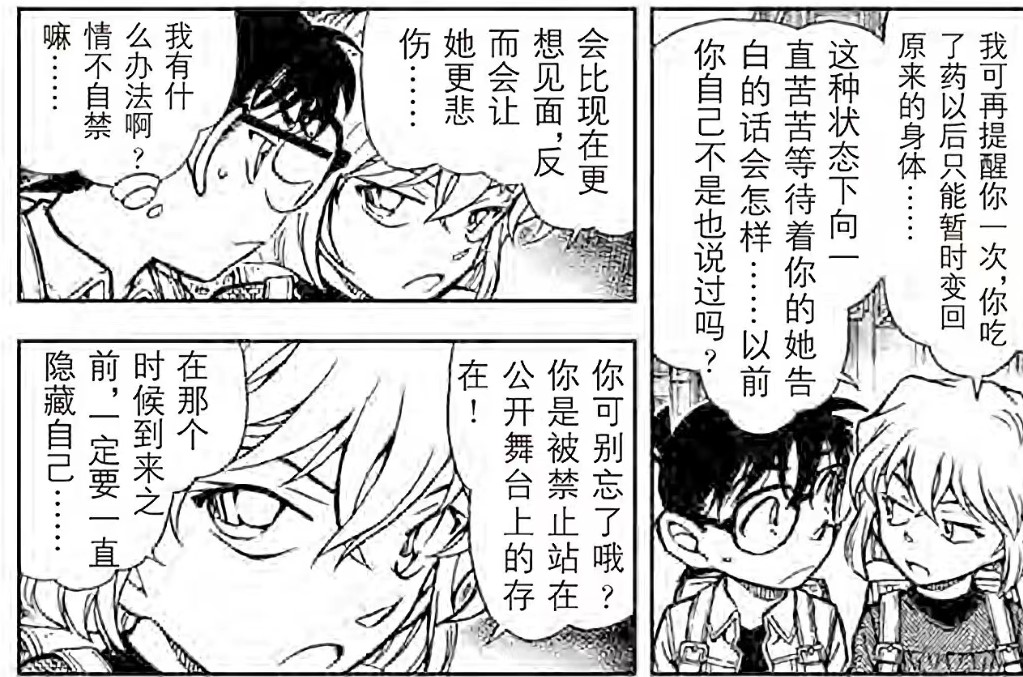 我可再提醒你一次，你吃
了药以后只能暂时变回
原来的身体……
这种状态下向一
直苦苦等待着你的她告
白的话会怎样……以前
你自己不是也说过吗？
会比现在更
想见面，反
而会让
她更悲
伤……
我有什
么办法啊？
情不自禁
嘛……
你可别忘了哦？
你是被禁止站在
公开舞台上的存
在！
在那个
时候到来之
前，一定要一直
隐藏自己……